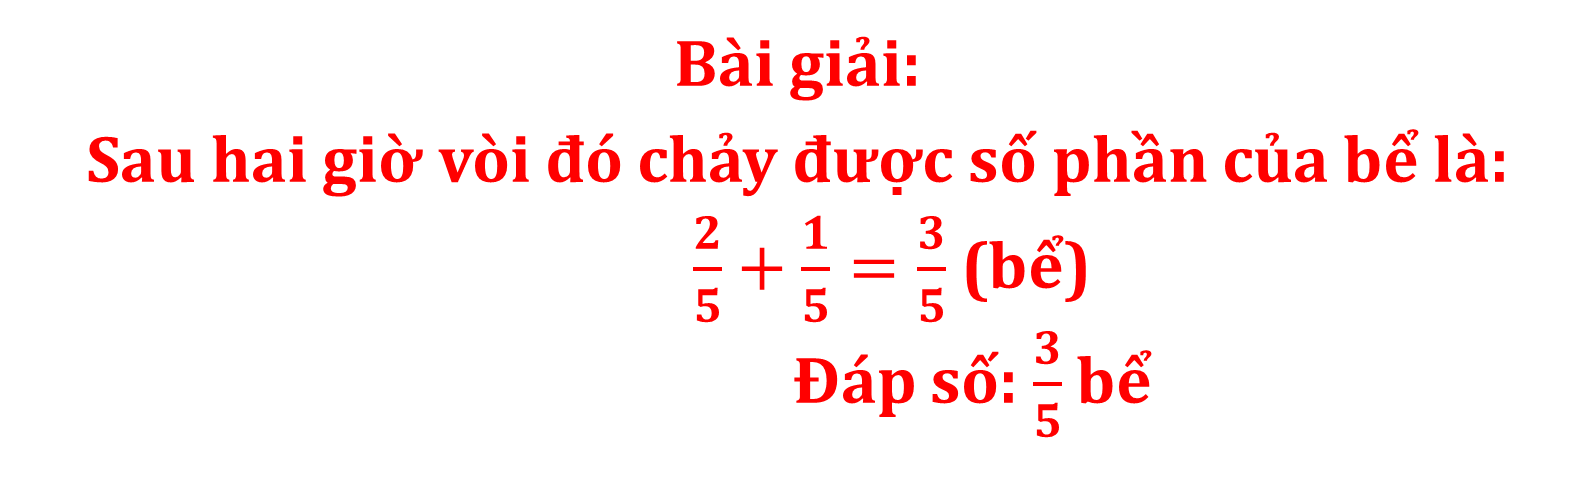 Bài giải:
Sau hai giờ vòi đó chảy được số phần của bể là:
2/5 + 1/5 = 3/5 (bể)
Đáp số: 3/5 bể